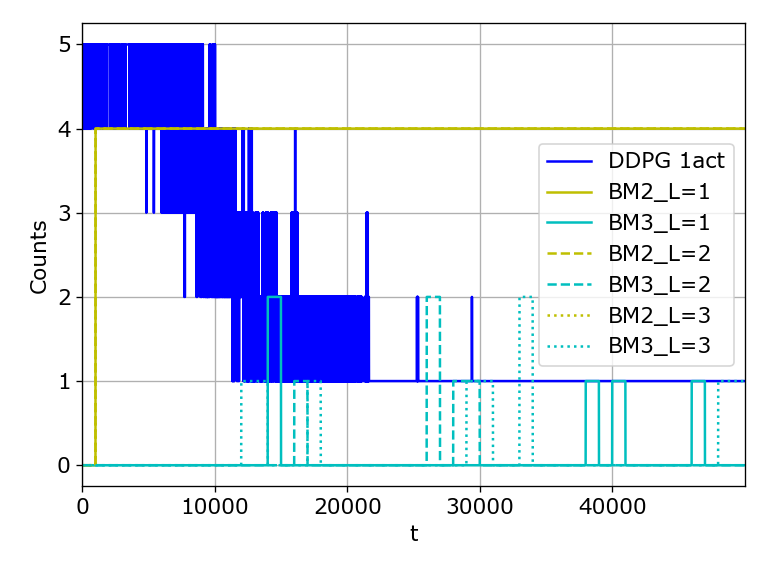 5
4
3
2
1
0
Counts
DDPG 1act
BM2_L=1
BM3_L=1
BM2_L=2
BM3_L=2
BM2_L=3
BM3_L=3
0 10000 20000 30000 40000
t